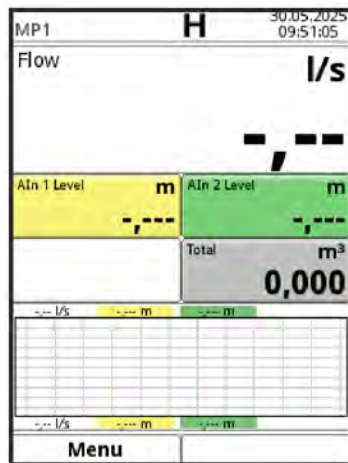 MP1 H 30.05.2025
09:51:05
Flow l/s
-,--
AIn 1 Level m AIn 2 Level m
-,--- -,---
Total m³
0,000
-,-- l/s -,--- m -,--- m
-,-- l/s -,--- m -,--- m
Menu